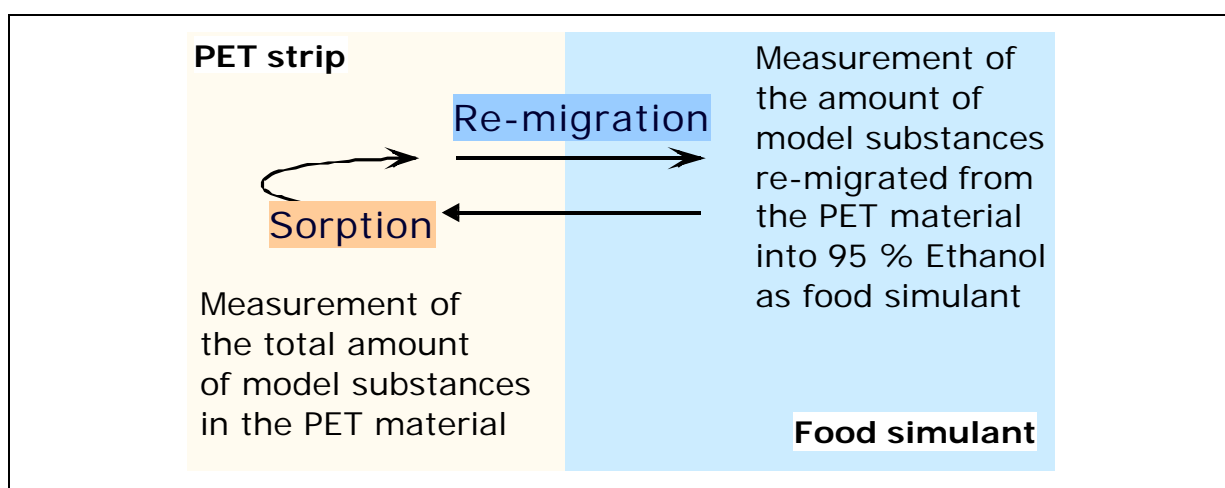 PET strip
Re-migration
Sorption
Measurement of
the total amount
of model substances
in the PET material
Measurement of
the amount of
model substances
re-migrated from
the PET material
into 95 % Ethanol
as food simulant
Food simulant